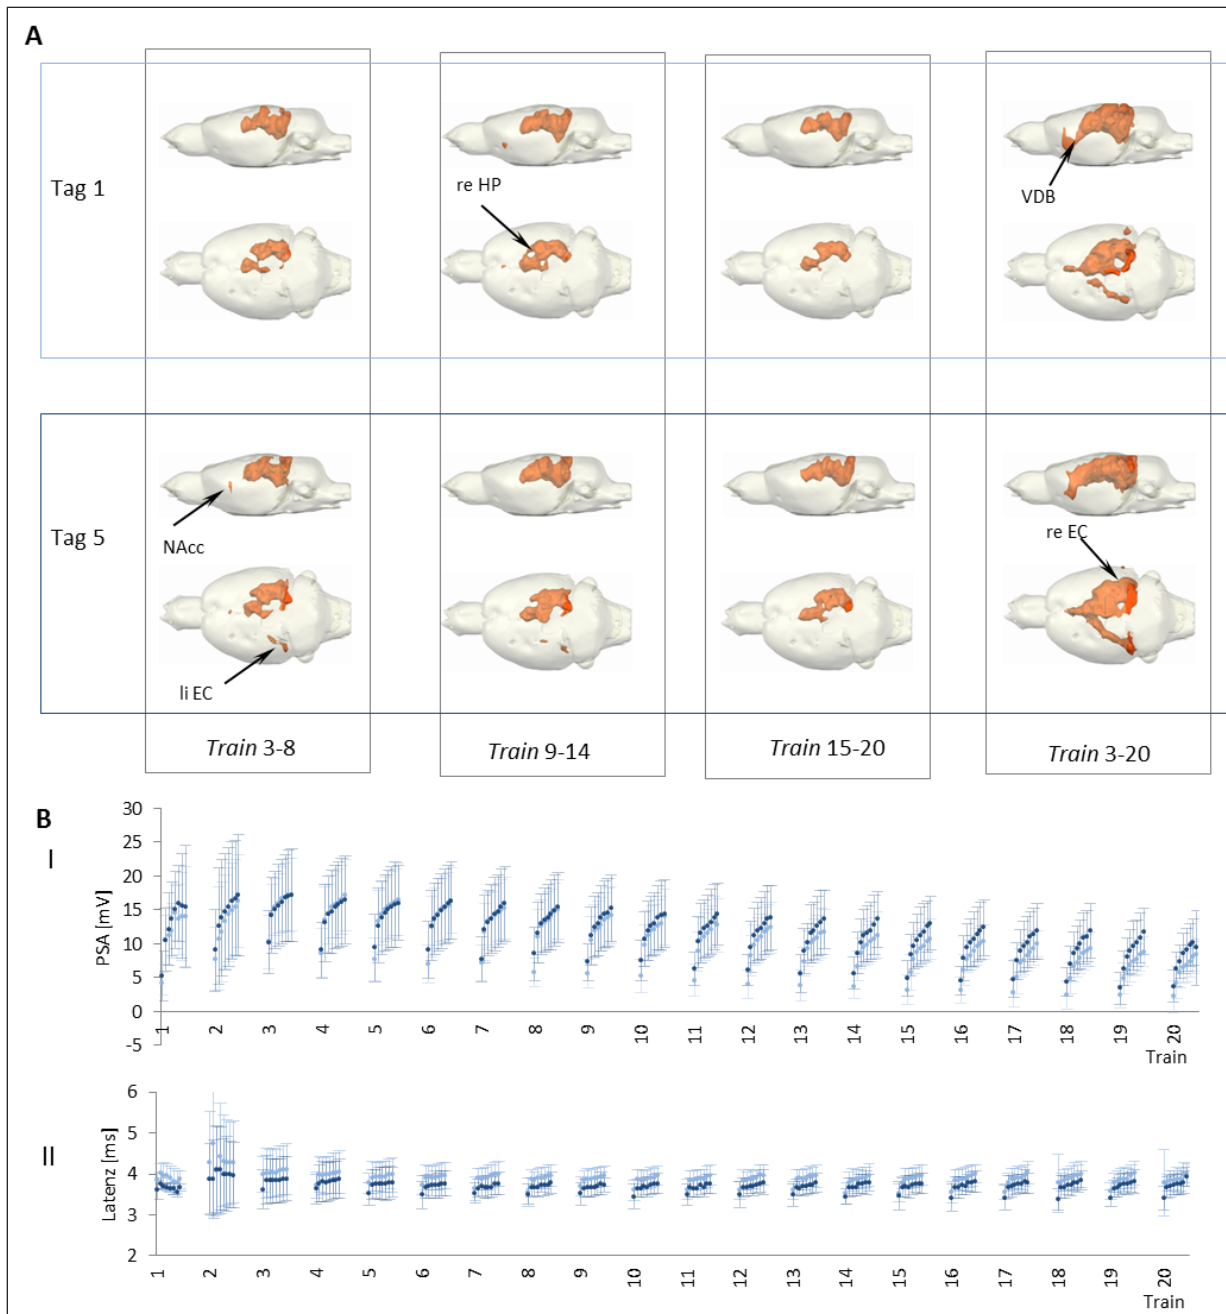 A
Tag 1
re HP
VDB
Tag 5
NAcc
re EC
li EC
Train 3-8
Train 9-14
Train 15-20
Train 3-20
B
I
PSA [mV]
30
25
20
15
10
5
0
-5
1 2 3 4 5 6 7 8 9 10 11 12 13 14 15 16 17 18 19 20
Train
II
Latenz [ms]
6
5
4
3
2
1 2 3 4 5 6 7 8 9 10 11 12 13 14 15 16 17 18 19 20
Train